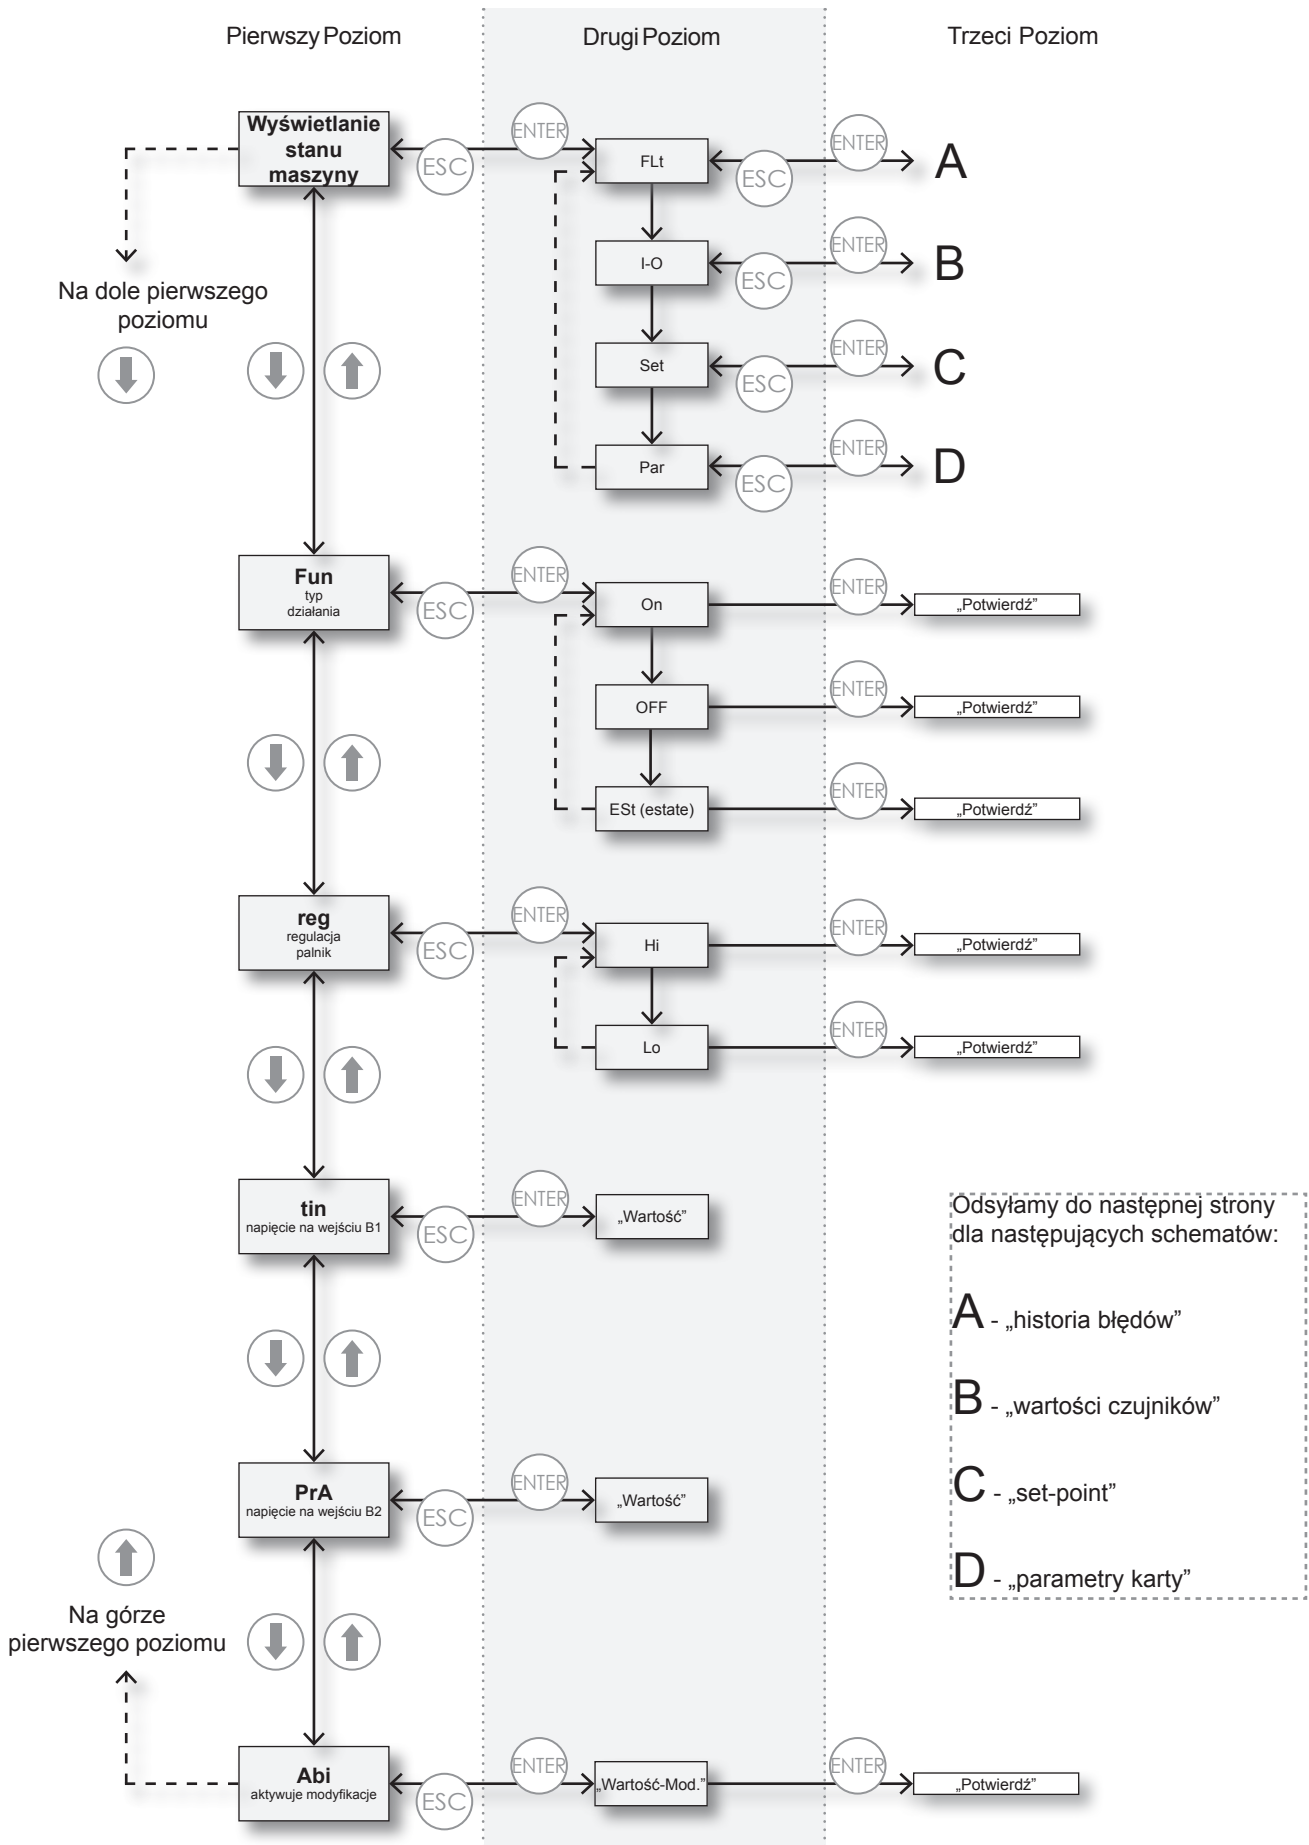 Pierwszy Poziom
Drugi Poziom
Trzeci Poziom
Wyświetlanie
stanu
maszyny
ESC
ENTER
FLt
ESC
ENTER
A
I-O
ESC
ENTER
B
Na dole pierwszego
poziomu
Set
ESC
ENTER
C
Par
ESC
ENTER
D
Fun
typ
działania
ESC
ENTER
On
ENTER
„Potwierdź”
OFF
ENTER
„Potwierdź”
ESt (estate)
ENTER
„Potwierdź”
reg
regulacja
palnik
ESC
ENTER
Hi
ENTER
„Potwierdź”
Lo
ENTER
„Potwierdź”
tin
napięcie na wejściu B1
ESC
ENTER
„Wartość”
Odsyłamy do następnej strony
dla następujących schematów:
A - „historia błędów”
B - „wartości czujników”
C - „set-point”
D - „parametry karty”
PrA
napięcie na wejściu B2
ESC
ENTER
„Wartość”
Na górze
pierwszego poziomu
Abi
aktywuje modyfikacje
ESC
ENTER
„Wartość-Mod.”
ENTER
„Potwierdź”